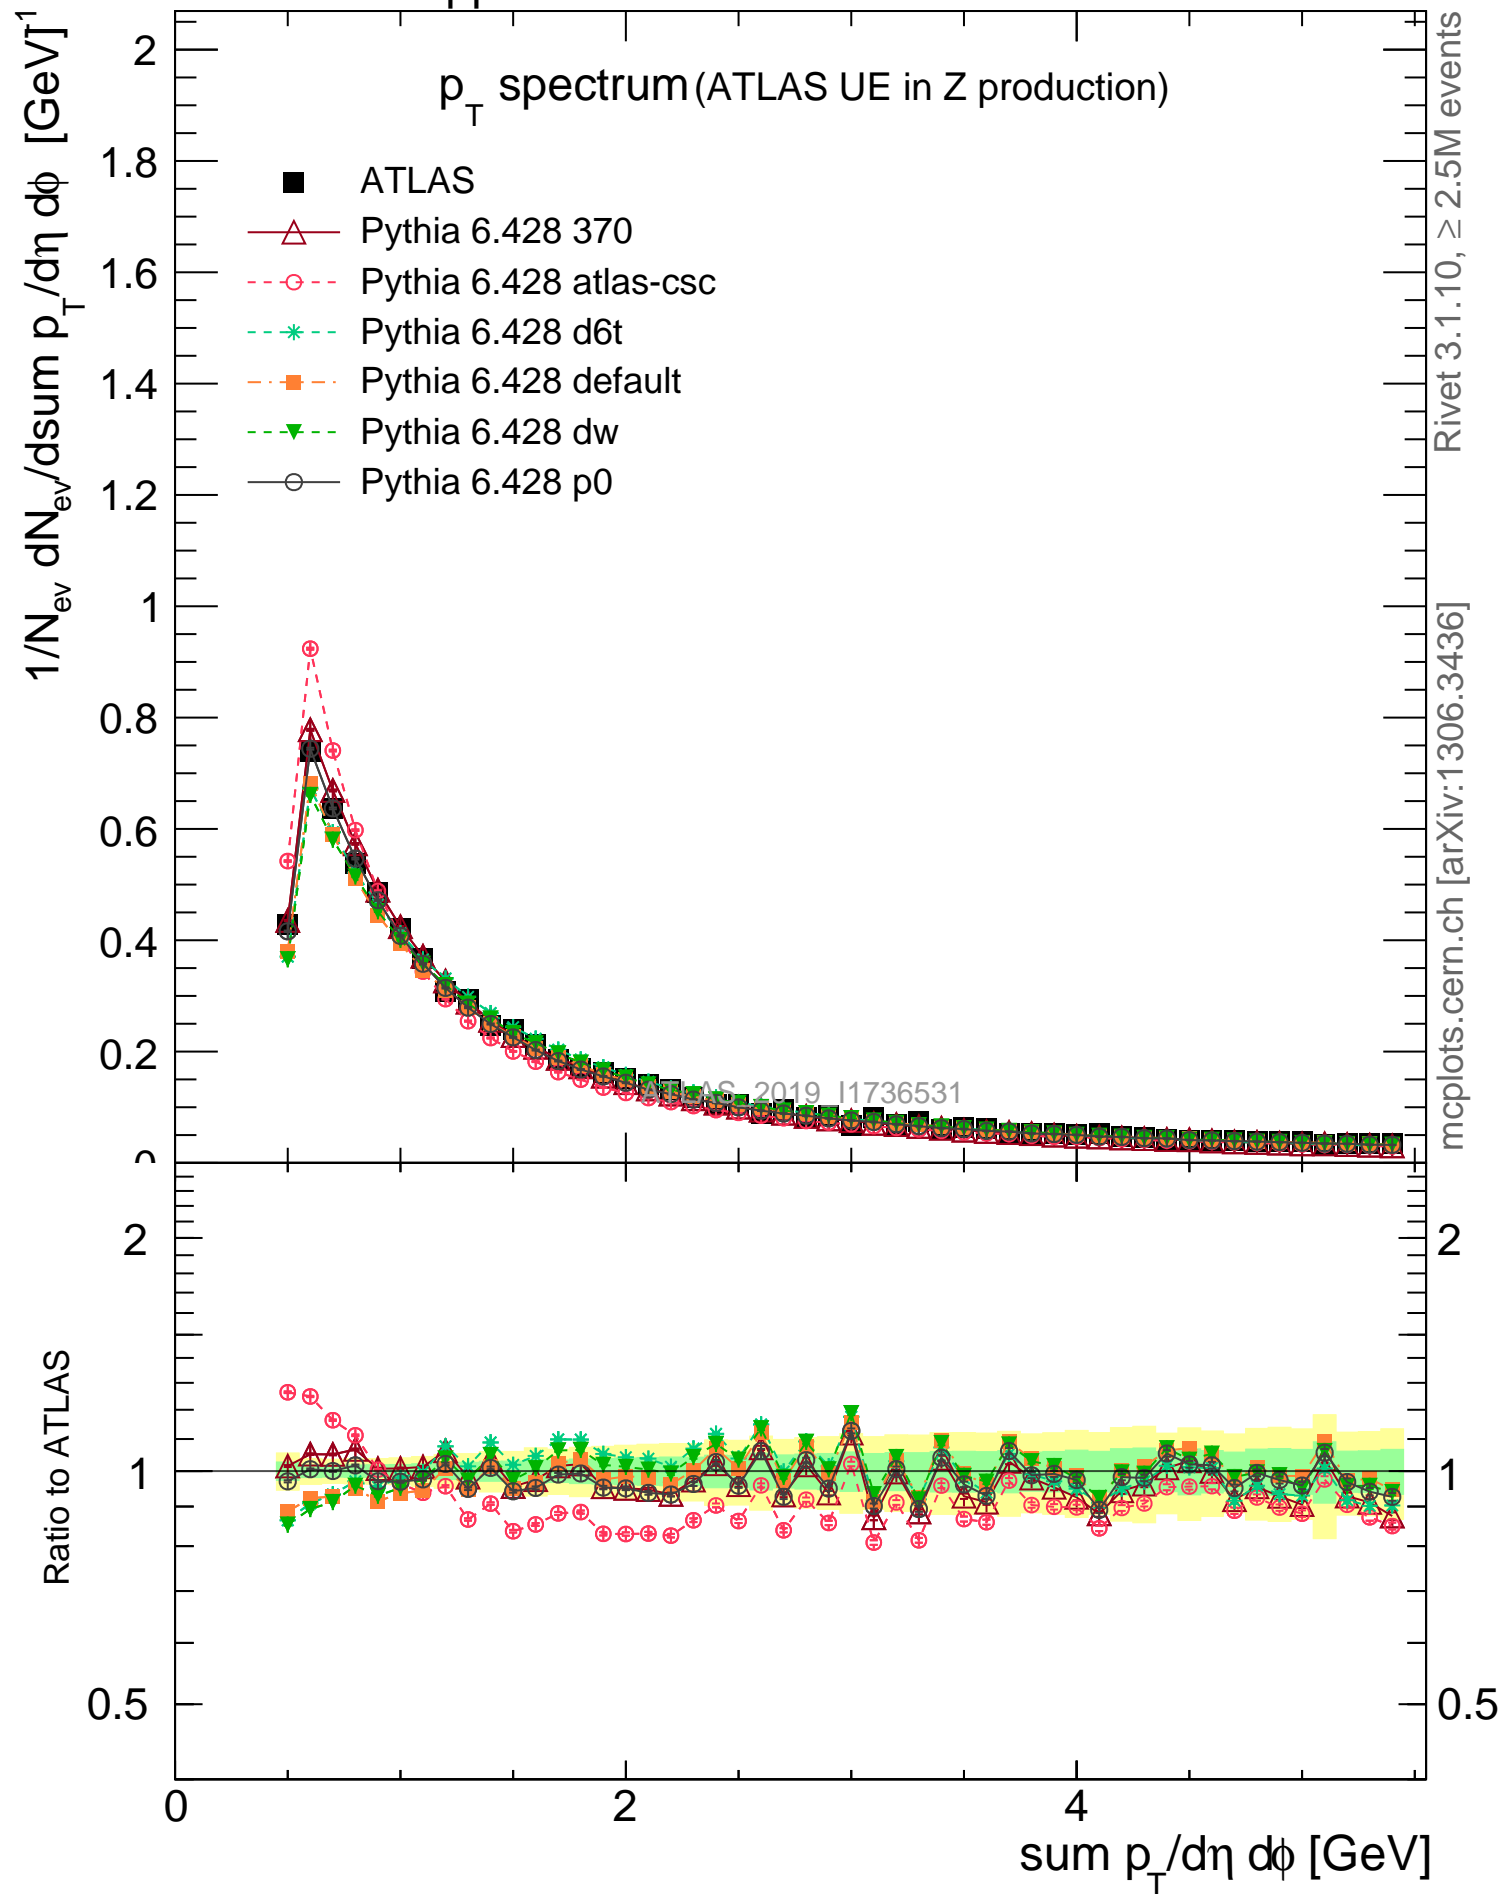 p_T spectrum (ATLAS UE in Z production)
1/N_ev dN_ev/dsum p_T/dη dϕ [GeV]^-1
ATLAS
Pythia 6.428 370
Pythia 6.428 atlas-csc
Pythia 6.428 d6t
Pythia 6.428 default
Pythia 6.428 dw
Pythia 6.428 p0
2
1.8
1.6
1.4
1.2
1
0.8
0.6
0.4
0.2
0
ATLAS_2019_I1736531
Rivet 3.1.10, ≥ 2.5M events
mcplots.cern.ch [arXiv:1306.3436]
Ratio to ATLAS
2
1
0.5
2
1
0.5
0
2
4
sum p_T/dη dϕ [GeV]